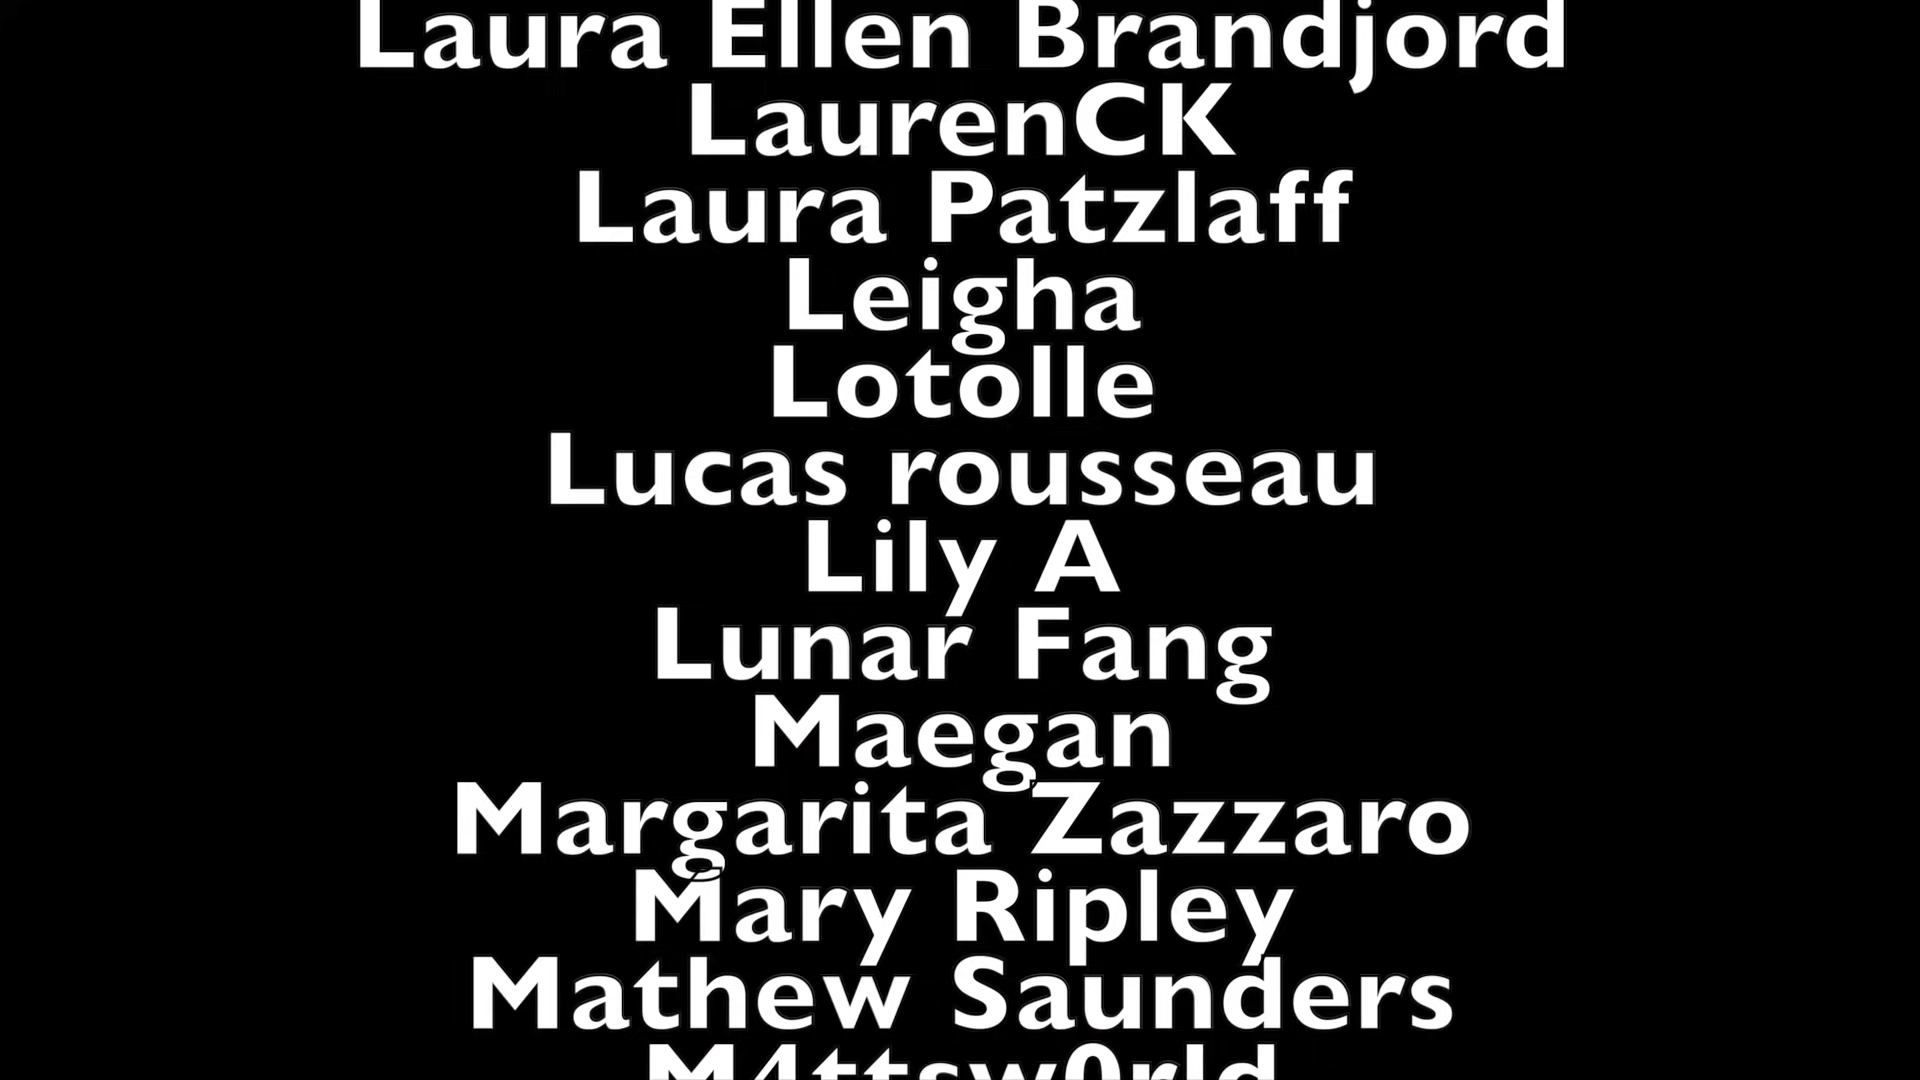 Laura Ellen Brandjord
LaurenCK
Laura Patzlaff
Leigha
Lotolle
Lucas rousseau
Lily A
Lunar Fang
Maegan
Margarita Zazzaro
Mary Ripley
Mathew Saunders
M4ttsw0rld